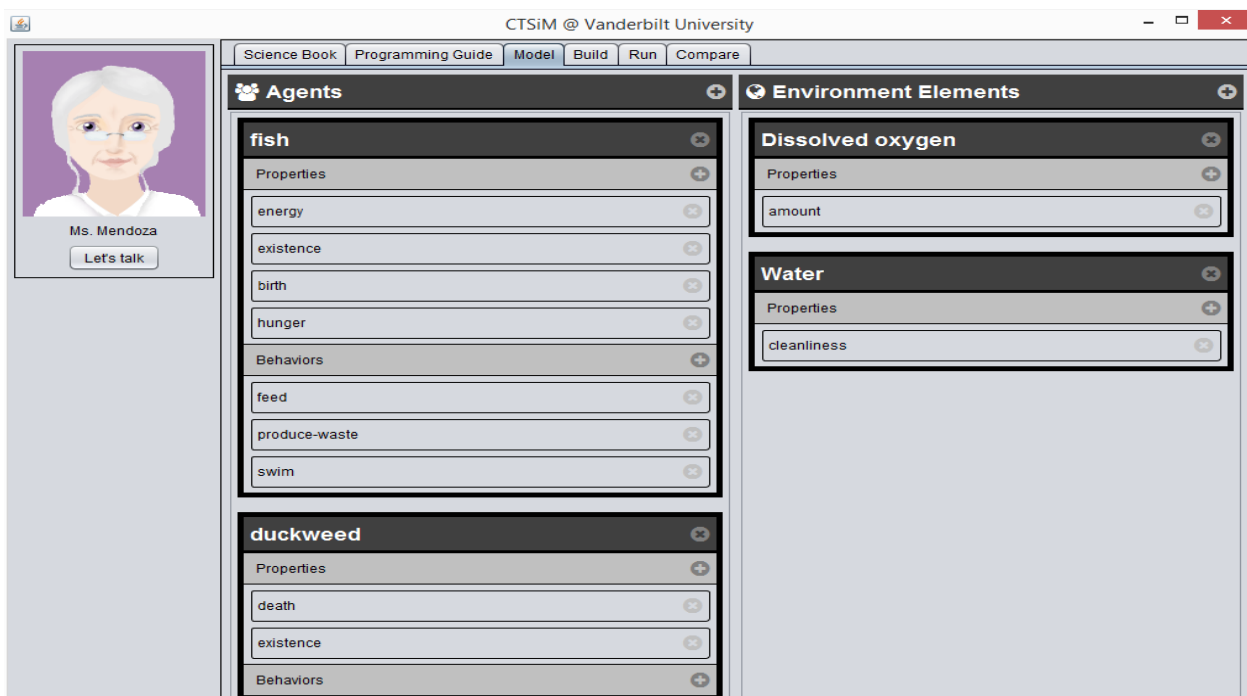 CTSiM @ Vanderbilt University
Science Book Programming Guide Model Build Run Compare
Ms. Mendoza
Let's talk
Agents
fish
Properties
energy
existence
birth
hunger
Behaviors
feed
produce-waste
swim
duckweed
Properties
death
existence
Behaviors
Environment Elements
Dissolved oxygen
Properties
amount
Water
Properties
cleanliness